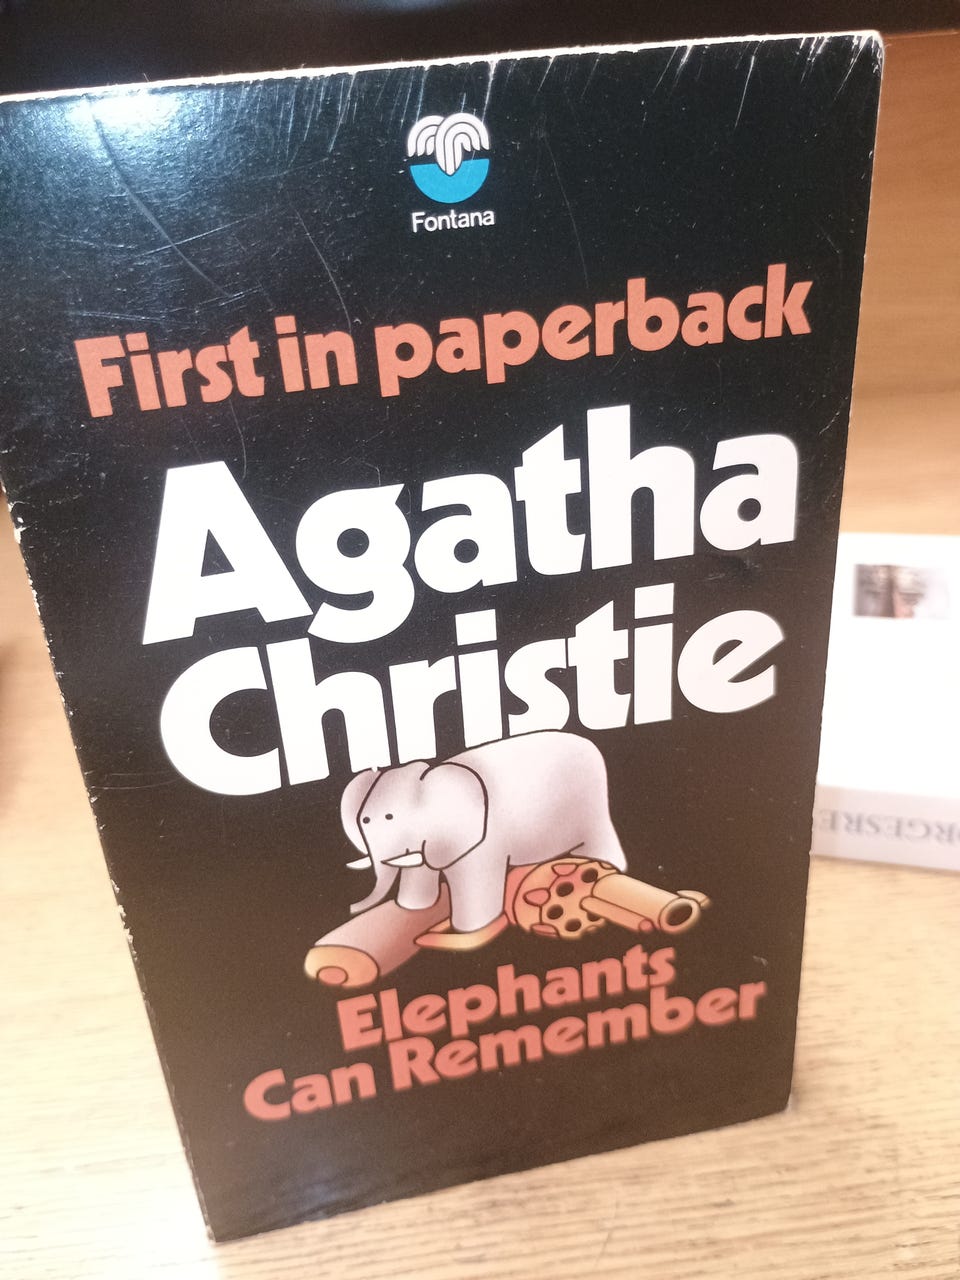 Fontana
First in paperback
Agatha
Christie
Elephants
Can Remember